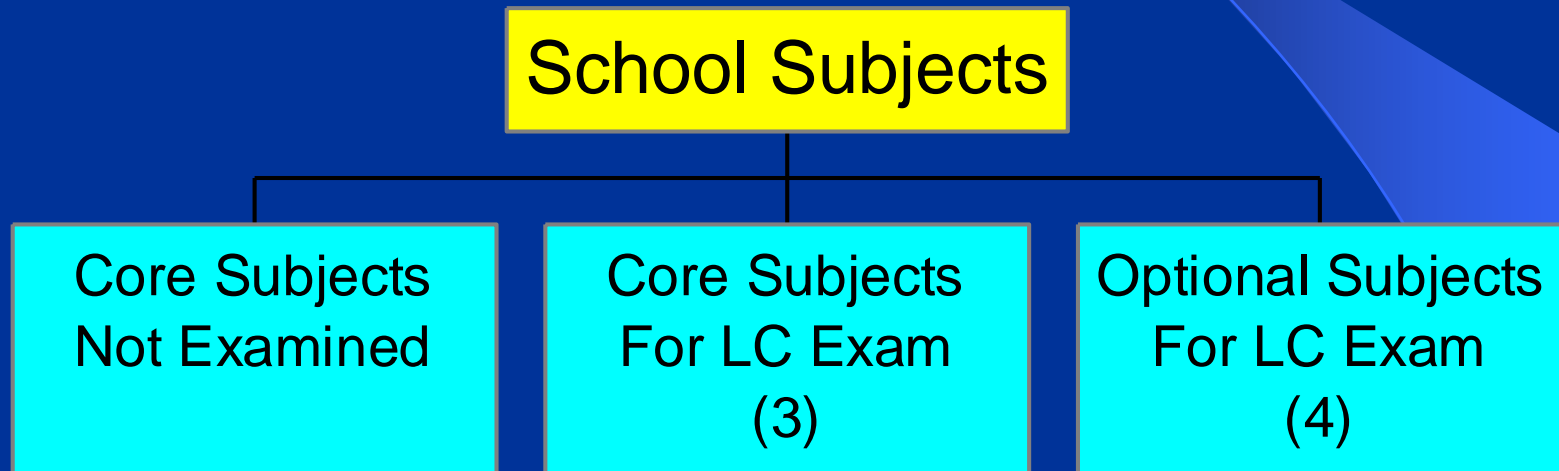 School Subjects
Core Subjects
Not Examined
Core Subjects
For LC Exam
(3)
Optional Subjects
For LC Exam
(4)